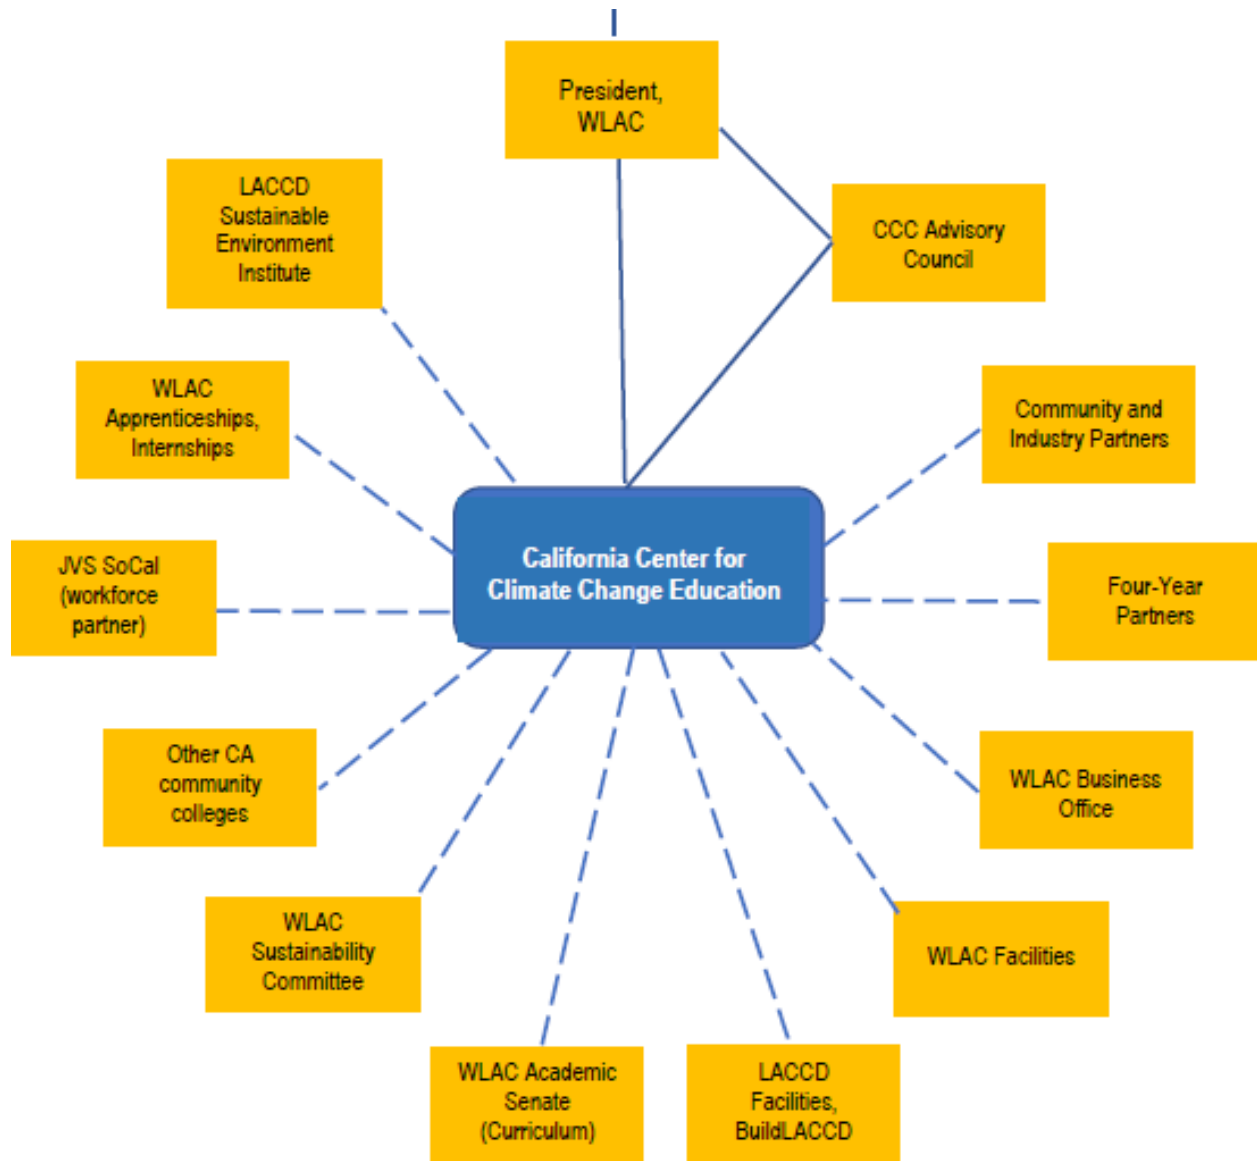 President,
WLAC
LACCD
Sustainable
Environment
Institute
CCC Advisory
Council
WLAC
Apprenticeships,
Internships
Community and
Industry Partners
California Center for
Climate Change Education
JVS SoCal
(workforce
partner)
Four-Year
Partners
Other CA
community
colleges
WLAC Business
Office
WLAC
Sustainability
Committee
WLAC Facilities
WLAC Academic
Senate
(Curriculum)
LACCD
Facilities,
BuildLACCD